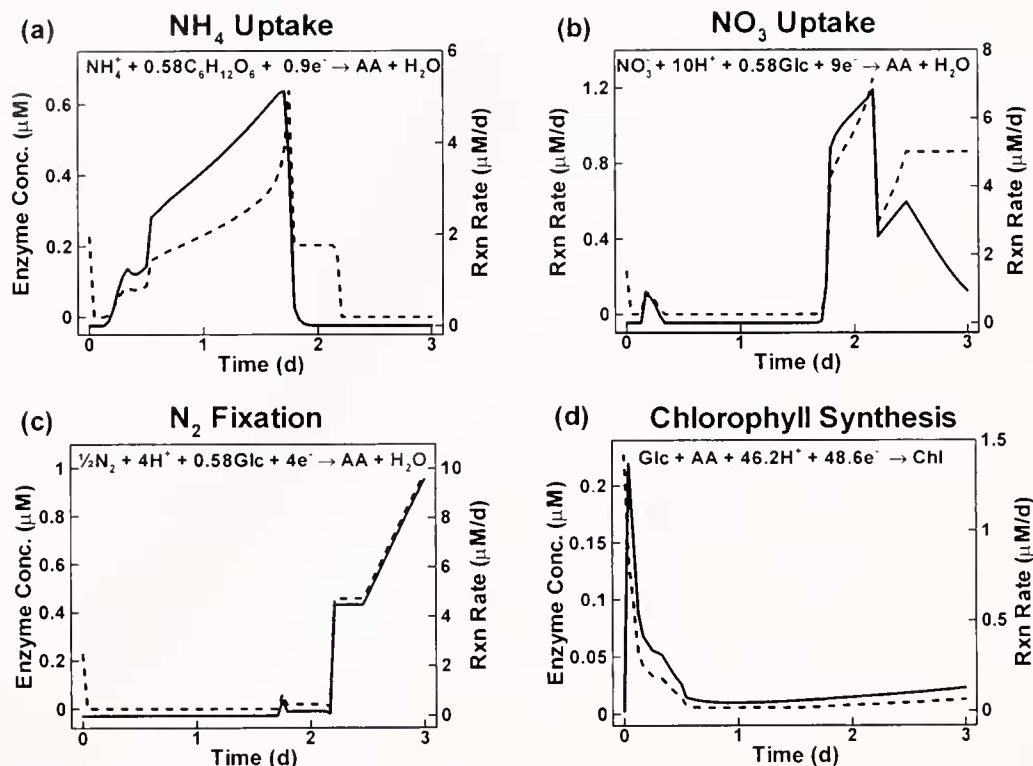 (a) NH4 Uptake
NH4+ + 0.58C6H12O6 + 0.9e- → AA + H2O
Enzyme Conc. (µM)
0.6
0.4
0.2
0
6
4
2
0
Rxn Rate (µM/d)
0 1 2 3
Time (d)
(b) NO3 Uptake
NO3- + 10H+ + 0.58Glc + 9e- → AA + H2O
Rxn Rate (µM/d)
1.2
0.8
0.4
0
8
6
4
2
0
Rxn Rate (µM/d)
0 1 2 3
Time (d)
(c) N2 Fixation
½N2 + 4H+ + 0.58Glc + 4e- → AA + H2O
Enzyme Conc. (µM)
1
0.8
0.6
0.4
0.2
0
10
8
6
4
2
0
Rxn Rate (µM/d)
0 1 2 3
Time (d)
(d) Chlorophyll Synthesis
Glc + AA + 46.2H+ + 48.6e- → Chl
Enzyme Conc. (µM)
0.2
0.15
0.1
0.05
0
1.5
1
0.5
0
Rxn Rate (µM/d)
0 1 2 3
Time (d)